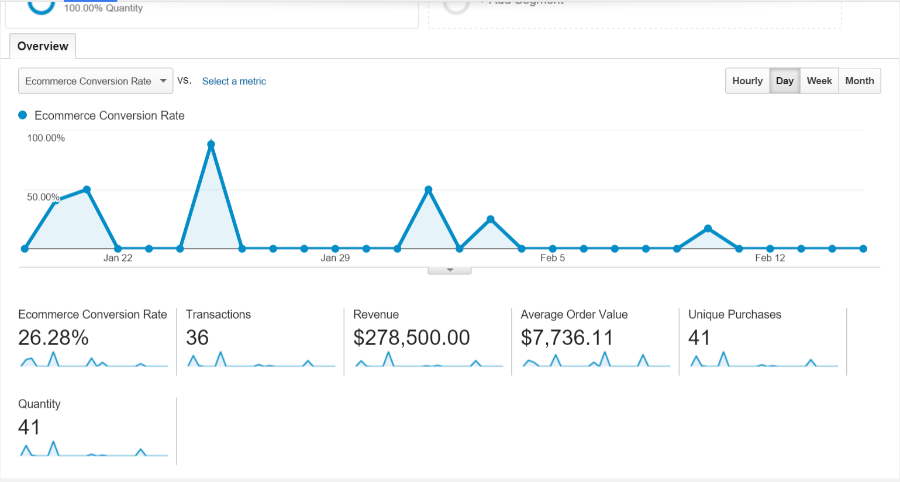 100.00% Quantity
+ Add Segment
Overview
Ecommerce Conversion Rate vs. Select a metric
Hourly Day Week Month
Ecommerce Conversion Rate
100.00%
50.00%
Jan 22 Jan 29 Feb 5 Feb 12
Ecommerce Conversion Rate Transactions Revenue Average Order Value Unique Purchases
26.28% 36 $278,500.00 $7,736.11 41
Quantity
41